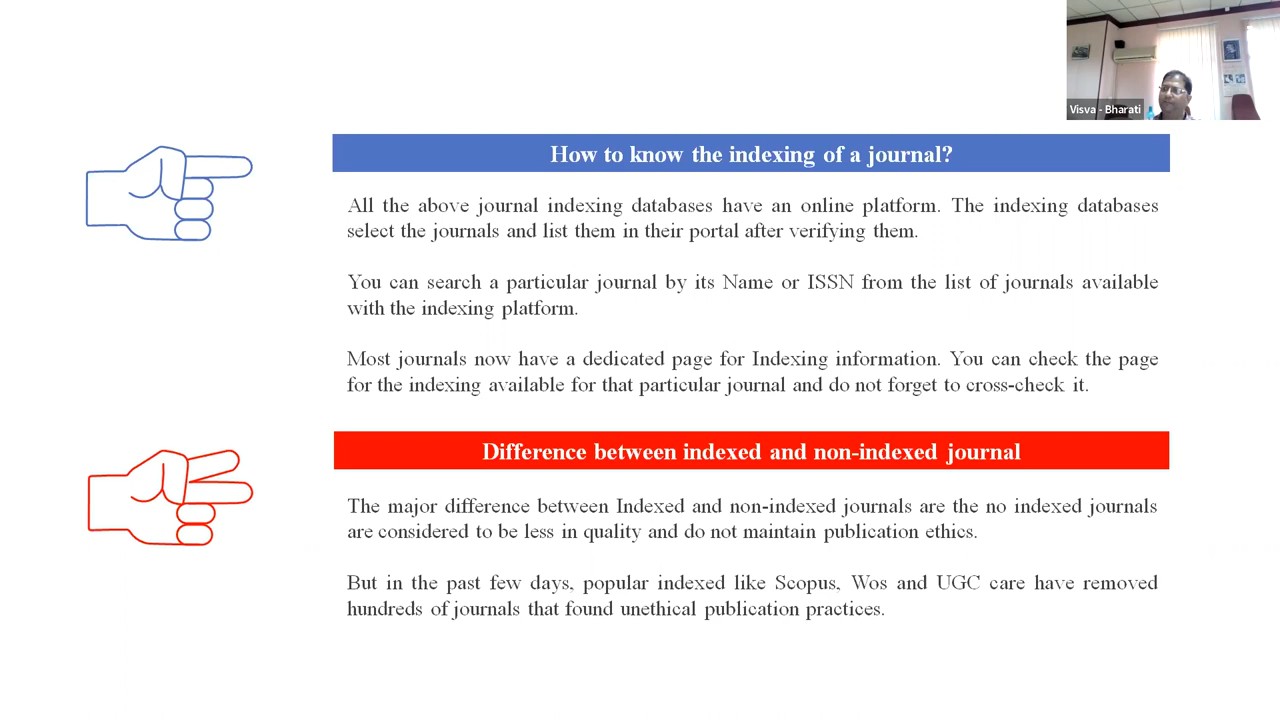 Visva - Bharati
How to know the indexing of a journal?
All the above journal indexing databases have an online platform. The indexing databases
select the journals and list them in their portal after verifying them.
You can search a particular journal by its Name or ISSN from the list of journals available
with the indexing platform.
Most journals now have a dedicated page for Indexing information. You can check the page
for the indexing available for that particular journal and do not forget to cross-check it.
Difference between indexed and non-indexed journal
The major difference between Indexed and non-indexed journals are the no indexed journals
are considered to be less in quality and do not maintain publication ethics.
But in the past few days, popular indexed like Scopus, Wos and UGC care have removed
hundreds of journals that found unethical publication practices.